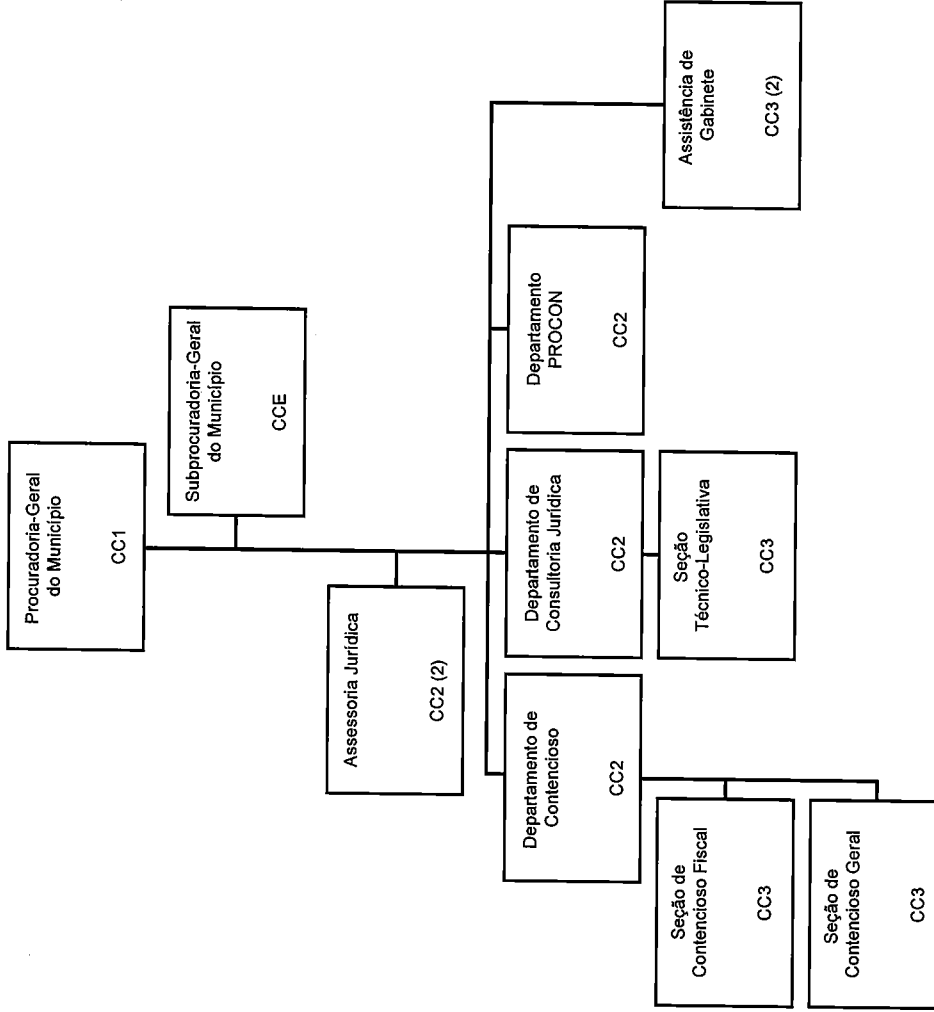 Procuradoria-Geral
do Município
CC1
Subprocuradoria-Geral
do Município
CCE
Assessoria Jurídica
CC2 (2)
Departamento de
Contencioso
CC2
Departamento de
Consultoria Jurídica
CC2
Departamento
PROCON
CC2
Assistência de
Gabinete
CC3 (2)
Seção de
Contencioso Fiscal
CC3
Seção
Técnico-Legislativa
CC3
Seção de
Contencioso Geral
CC3